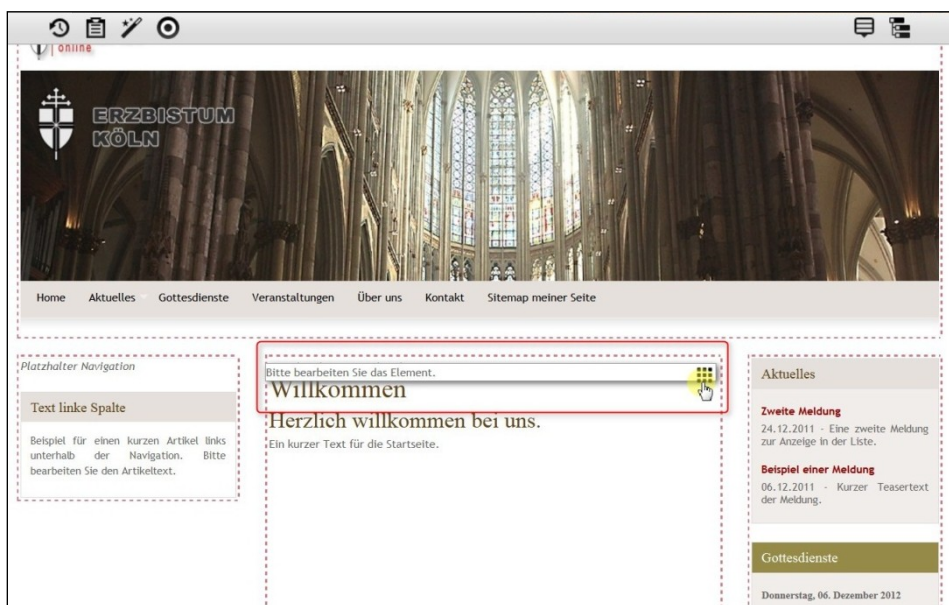 online
ERZBISTUM
KÖLN
Home Aktuelles Gottesdienste Veranstaltungen Über uns Kontakt Sitemap meiner Seite
Platzhalter Navigation
Text linke Spalte
Beispiel für einen kurzen Artikel links
unterhalb der Navigation. Bitte
bearbeiten Sie den Artikeltext.
Bitte bearbeiten Sie das Element.
Willkommen
Herzlich willkommen bei uns.
Ein kurzer Text für die Startseite.
Aktuelles
Zweite Meldung
24.12.2011 - Eine zweite Meldung
zur Anzeige in der Liste.
Beispiel einer Meldung
06.12.2011 - Kurzer Teasertext
der Meldung.
Gottesdienste
Donnerstag, 06. Dezember 2012